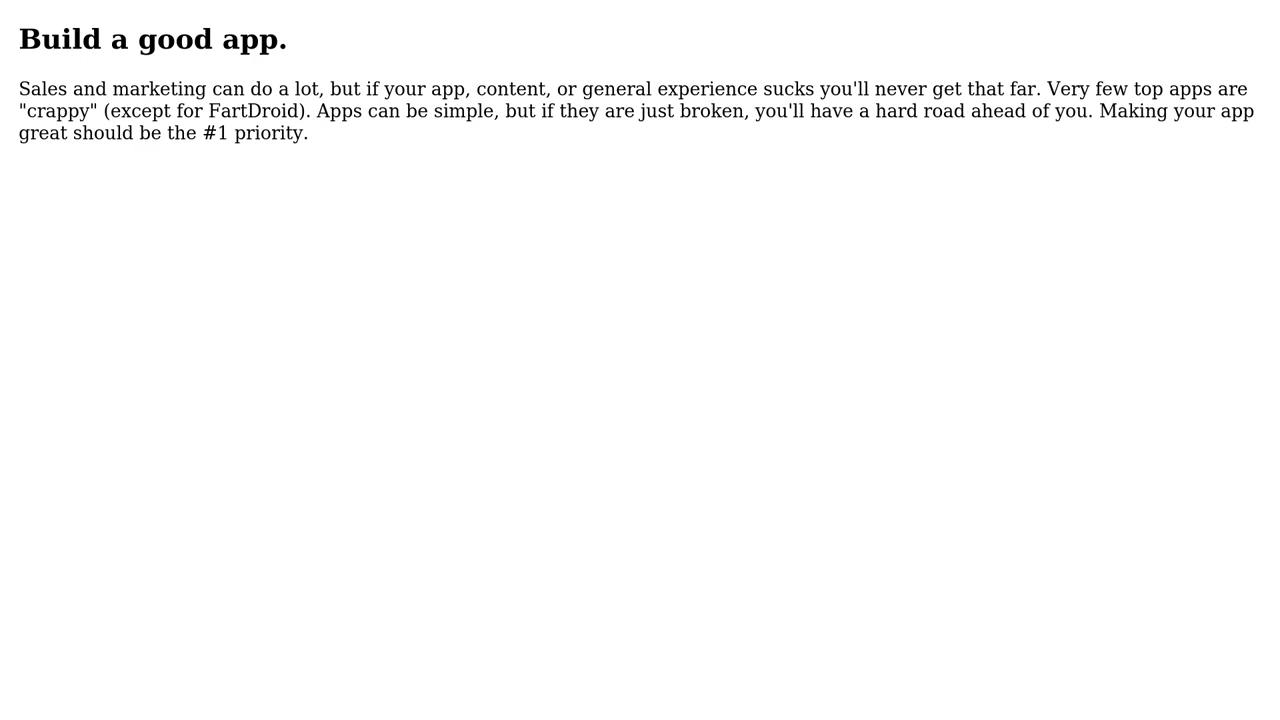 Build a good app.
Sales and marketing can do a lot, but if your app, content, or general experience sucks you'll never get that far. Very few top apps are
"crappy" (except for FartDroid). Apps can be simple, but if they are just broken, you'll have a hard road ahead of you. Making your app
great should be the #1 priority.